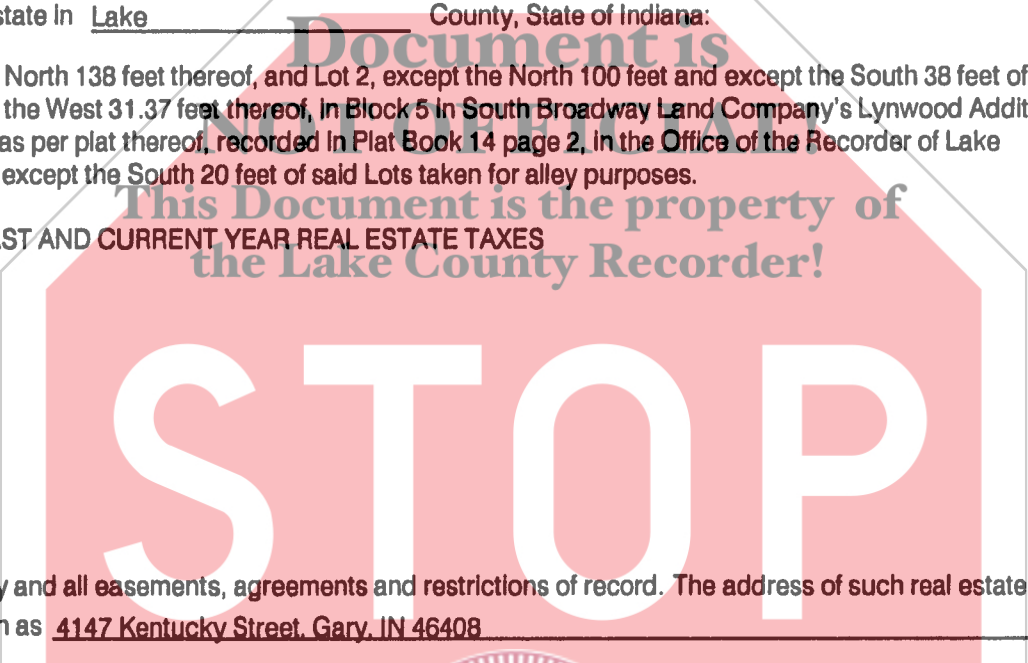 state In Lake County, State of Indiana:
Document is
North 138 feet thereof, and Lot 2, except the North 100 feet and except the South 38 feet of
the West 31.37 feet thereof, in Block 5 in South Broadway Land Company's Lynwood Addit
NOT OFFICIAL!
as per plat thereof, recorded In Plat Book 14 page 2, in the Office of the Recorder of Lake
except the South 20 feet of said Lots taken for alley purposes.
This Document is the property of
AST AND CURRENT YEAR REAL ESTATE TAXES
the Lake County Recorder!
STOP
y and all easements, agreements and restrictions of record. The address of such real estate
n as 4147 Kentucky Street, Gary, IN 46408